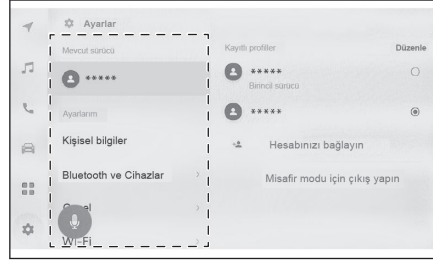 Ayarlar
Mevcut sürücü
*****
Ayarlarım
Kişisel bilgiler
Bluetooth ve Cihazlar
Wi-Fi
Kayıtlı profiller
Düzenle
*****
Birincil sürücü
*****
Hesabınızı bağlayın
Misafir modu için çıkış yapın